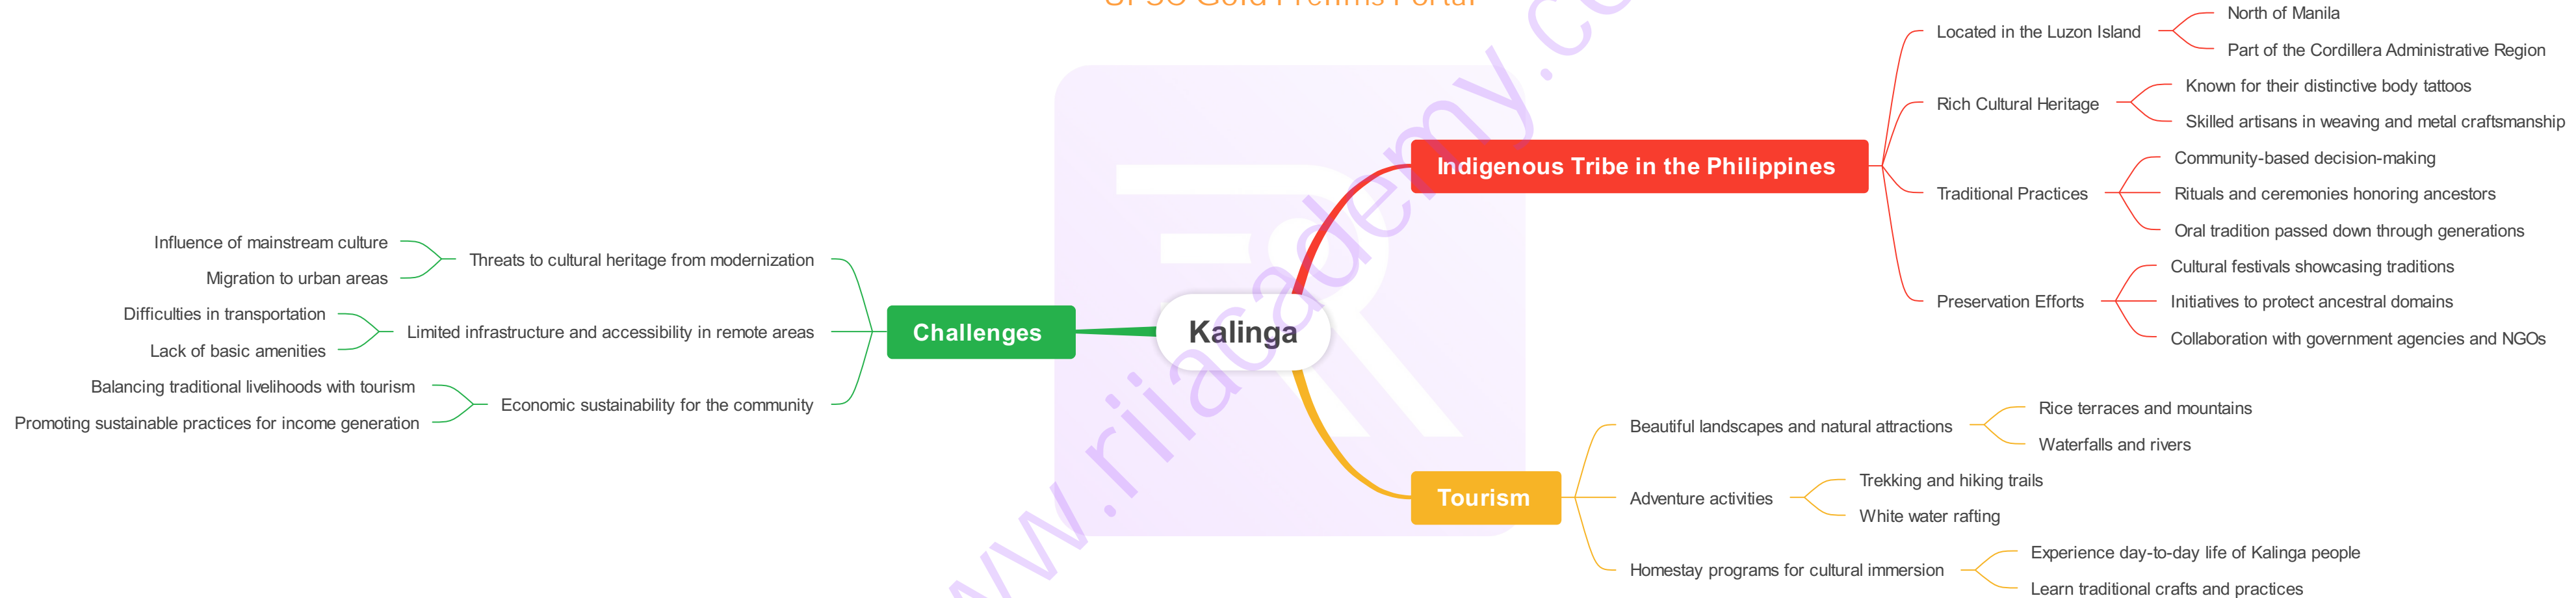 UPSC Gold Prelims Portal
Kalinga
Indigenous Tribe in the Philippines
Located in the Luzon Island
North of Manila
Part of the Cordillera Administrative Region
Rich Cultural Heritage
Known for their distinctive body tattoos
Skilled artisans in weaving and metal craftsmanship
Traditional Practices
Community-based decision-making
Rituals and ceremonies honoring ancestors
Oral tradition passed down through generations
Preservation Efforts
Cultural festivals showcasing traditions
Initiatives to protect ancestral domains
Collaboration with government agencies and NGOs
Tourism
Beautiful landscapes and natural attractions
Rice terraces and mountains
Waterfalls and rivers
Adventure activities
Trekking and hiking trails
White water rafting
Homestay programs for cultural immersion
Experience day-to-day life of Kalinga people
Learn traditional crafts and practices
Challenges
Threats to cultural heritage from modernization
Influence of mainstream culture
Migration to urban areas
Limited infrastructure and accessibility in remote areas
Difficulties in transportation
Lack of basic amenities
Economic sustainability for the community
Balancing traditional livelihoods with tourism
Promoting sustainable practices for income generation